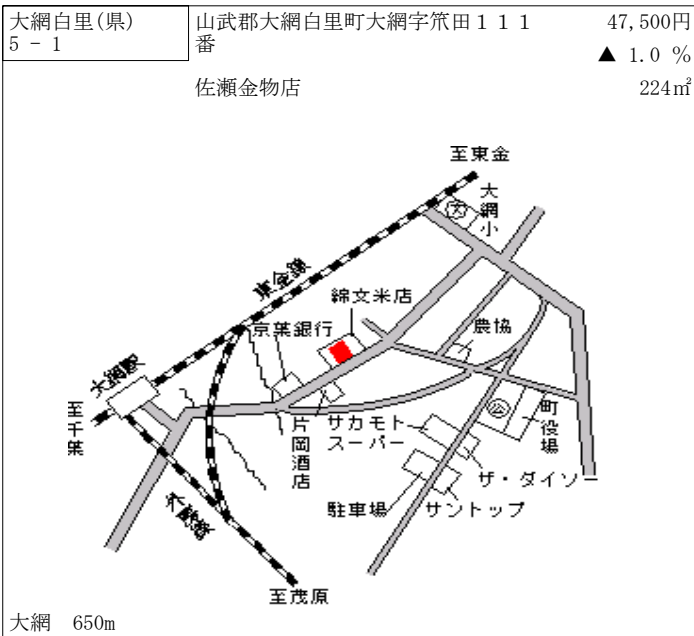 大網白里(県)
5 - 1
山武郡大網白里町大網字笊田１１１
番
47,500円
▲ 1.0 %
佐瀬金物店
224㎡
至東金
大網小
東金線
綿文米店
京葉銀行
農協
大網駅
至千葉
片岡酒店
サカモト
スーパー
町役場
ザ・ダイソー
駐車場
サントップ
外房線
至茂原
大網 650m